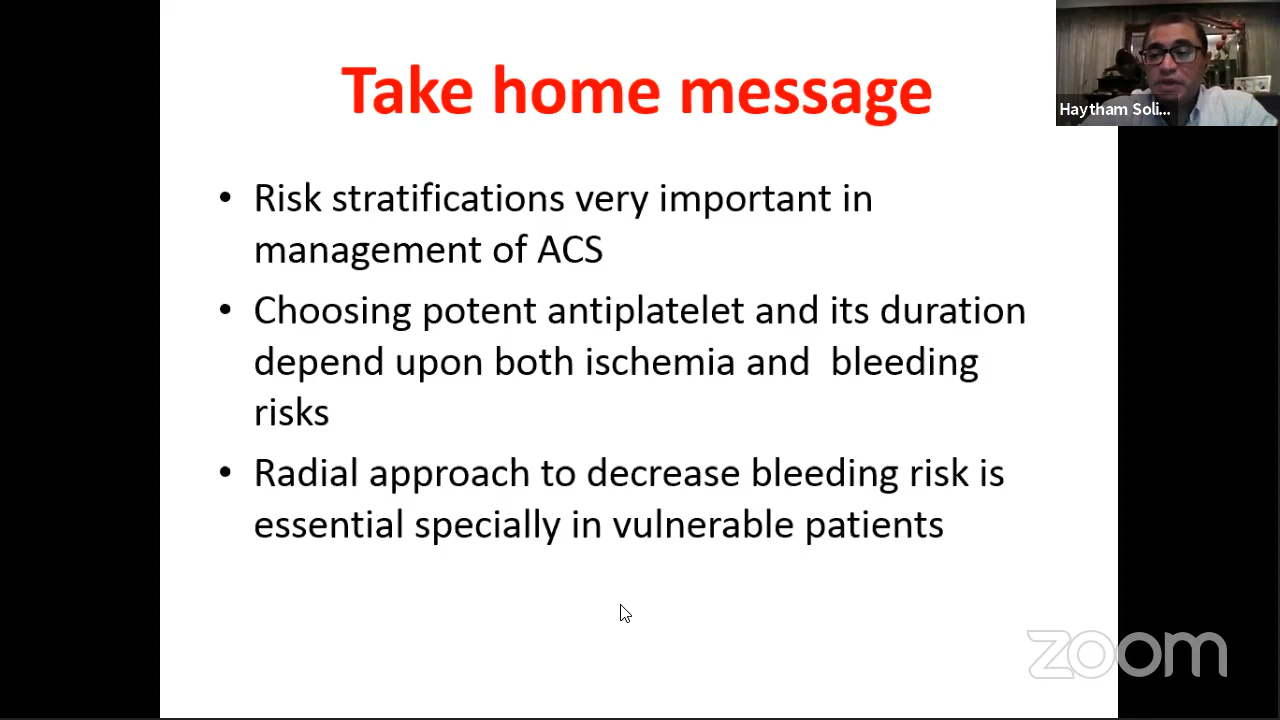 Take home message
Haytham Soli...
• Risk stratifications very important in
management of ACS
• Choosing potent antiplatelet and its duration
depend upon both ischemia and  bleeding
risks
• Radial approach to decrease bleeding risk is
essential specially in vulnerable patients
zoom